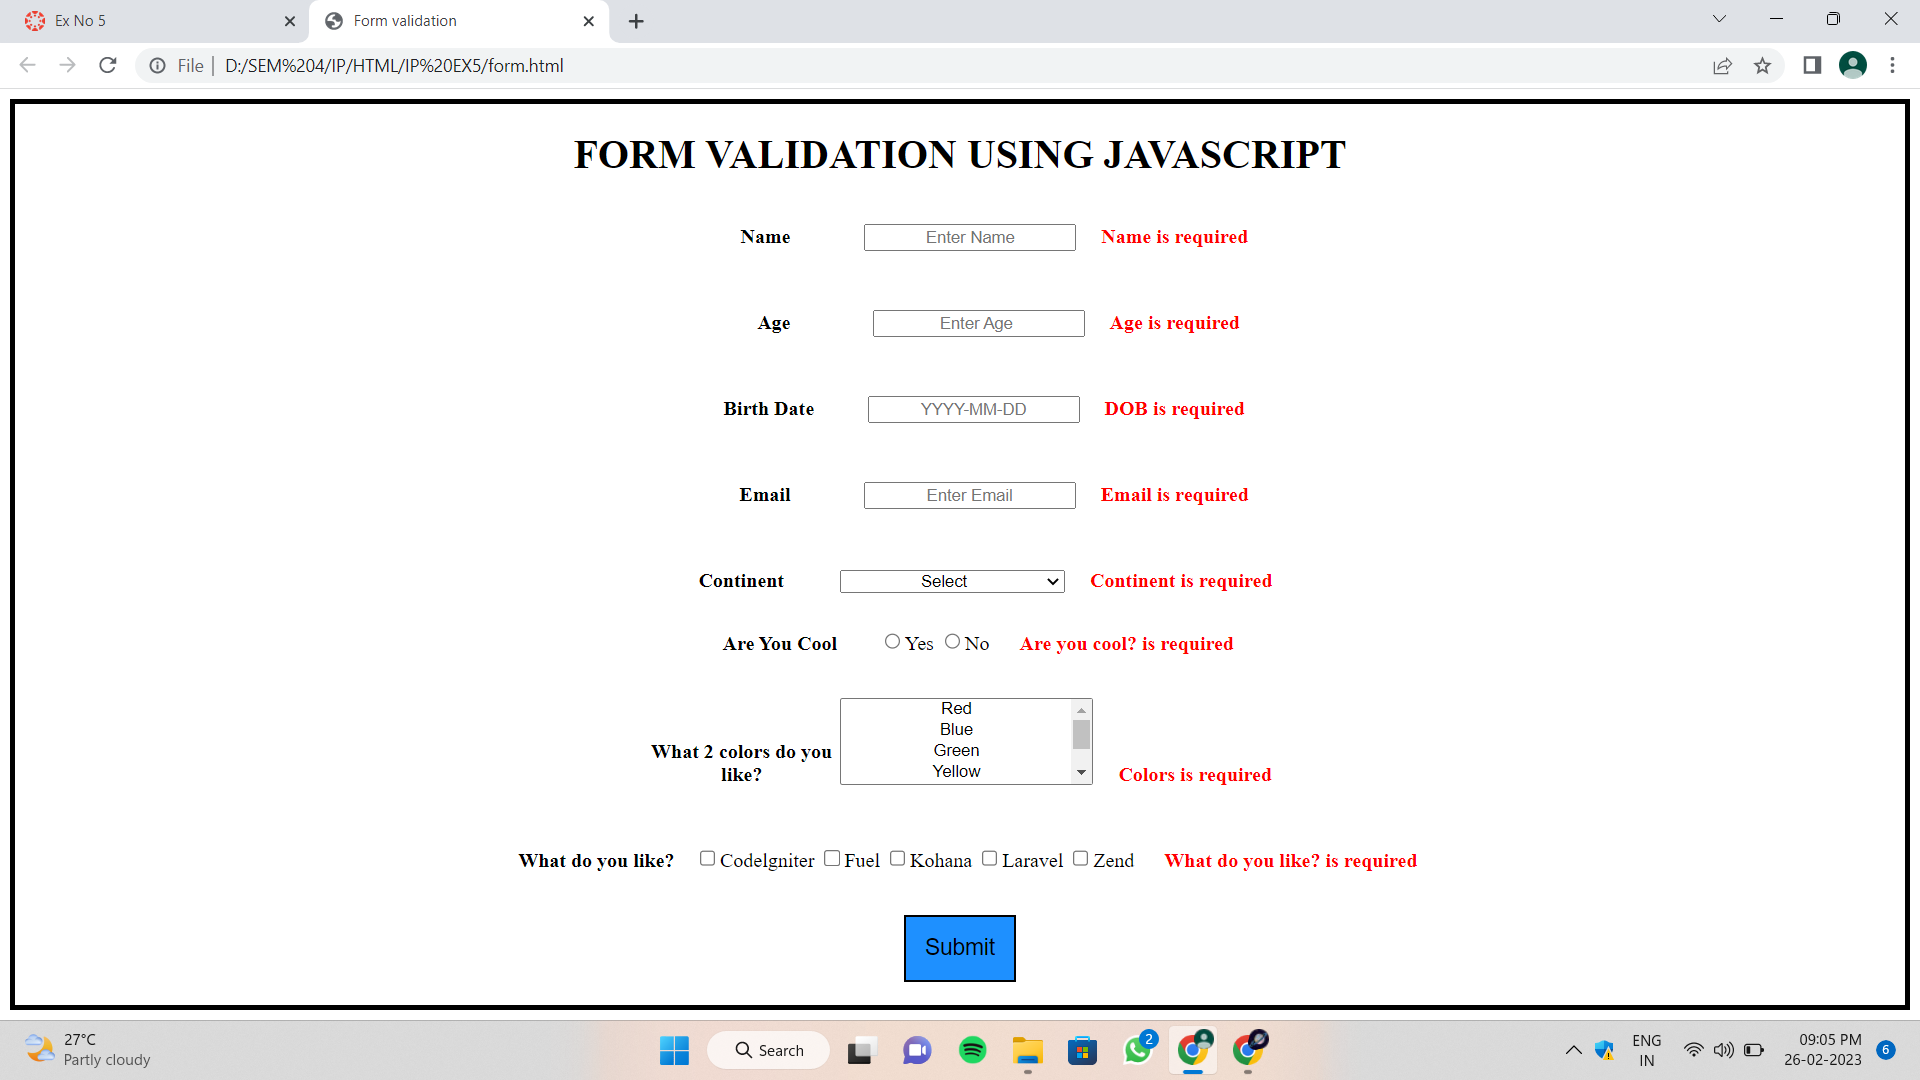 Ex No 5
Form validation
File | D:/SEM%204/IP/HTML/IP%20EX5/form.html
FORM VALIDATION USING JAVASCRIPT
Name Enter Name Name is required
Age Enter Age Age is required
Birth Date YYYY-MM-DD DOB is required
Email Enter Email Email is required
Continent Select Continent is required
Are You Cool Yes No Are you cool? is required
Red
Blue
Green
Yellow
What 2 colors do you
like? Colors is required
What do you like? Codelgniter Fuel Kohana Laravel Zend What do you like? is required
Submit
27°C
Partly cloudy
Search
2
ENG
IN
09:05 PM
26-02-2023
6